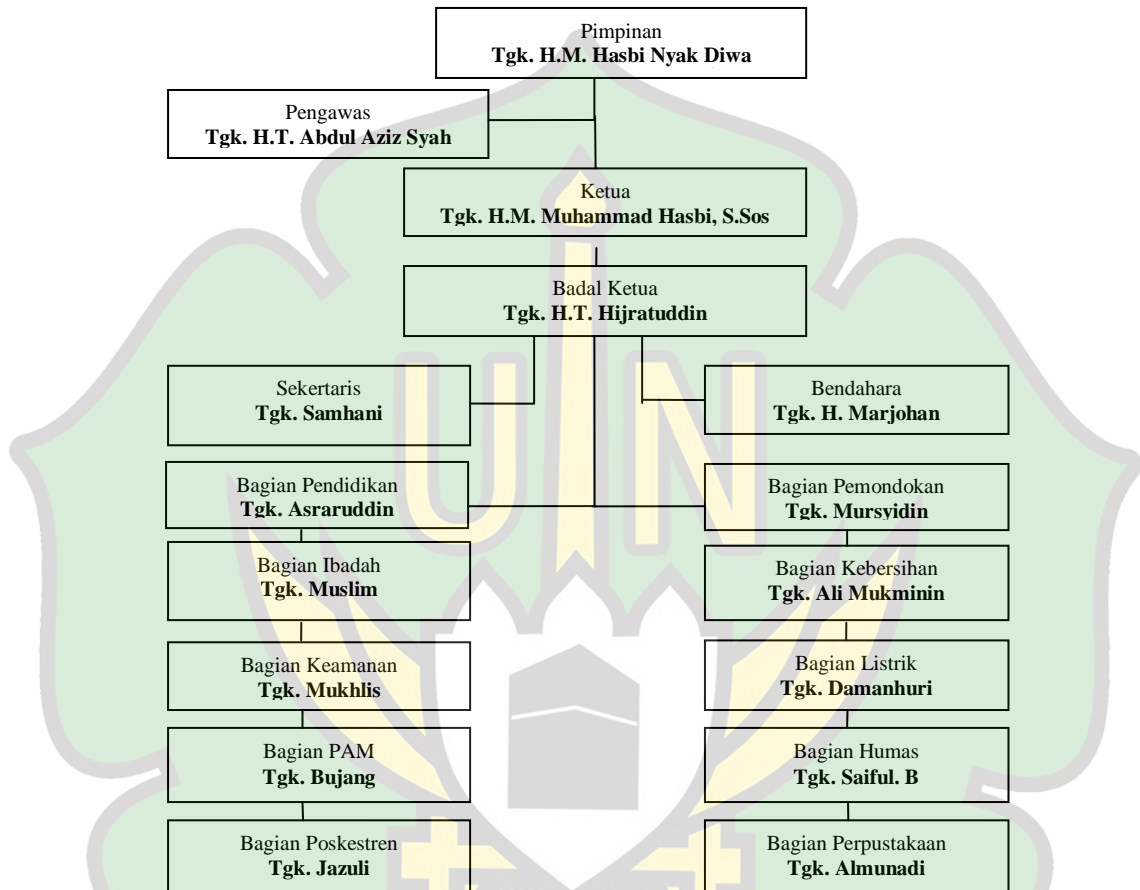 Pimpinan
Tgk. H.M. Hasbi Nyak Diwa
Pengawas
Tgk. H.T. Abdul Aziz Syah
Ketua
Tgk. H.M. Muhammad Hasbi, S.Sos
Badal Ketua
Tgk. H.T. Hijratuddin
Sekertaris
Tgk. Samhani
Bendahara
Tgk. H. Marjohan
Bagian Pendidikan
Tgk. Asraruddin
Bagian Pemondokan
Tgk. Mursyidin
Bagian Ibadah
Tgk. Muslim
Bagian Kebersihan
Tgk. Ali Mukminin
Bagian Keamanan
Tgk. Mukhlis
Bagian Listrik
Tgk. Damanhuri
Bagian PAM
Tgk. Bujang
Bagian Humas
Tgk. Saiful. B
Bagian Poskestren
Tgk. Jazuli
Bagian Perpustakaan
Tgk. Almunadi
UIN